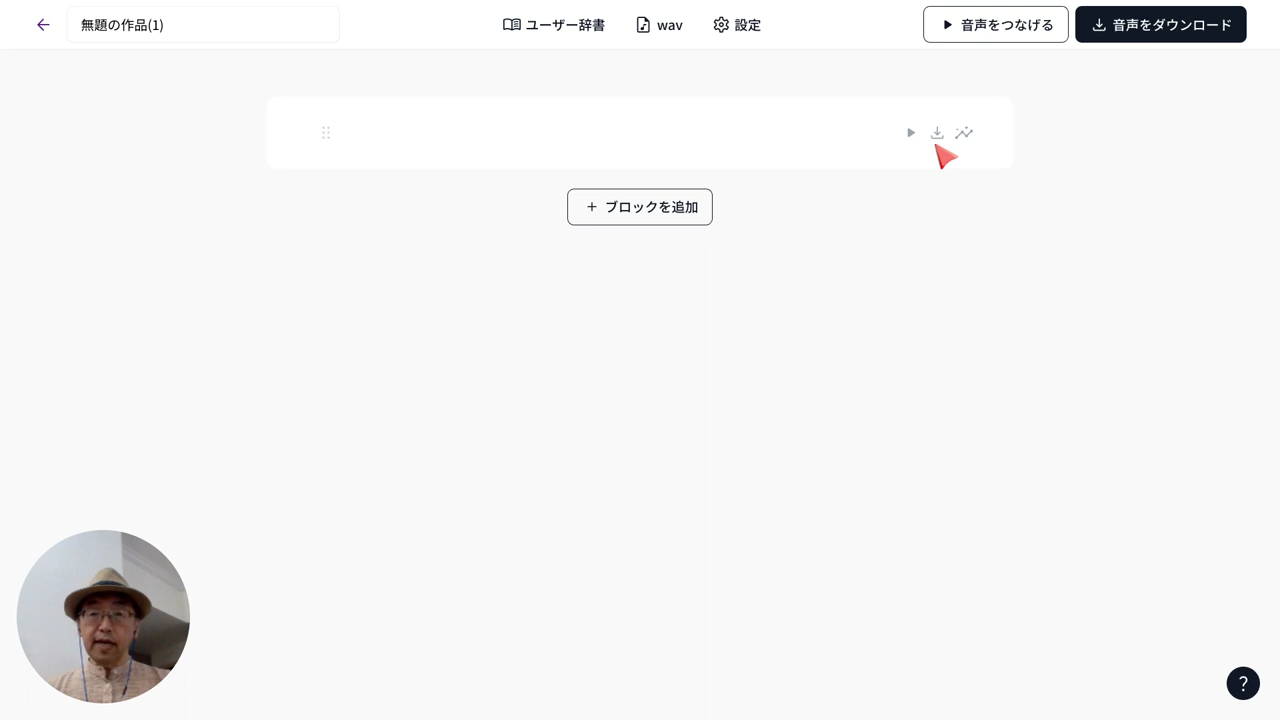 無題の作品(1)
ユーザー辞書
wav
設定
音声をつなげる
音声をダウンロード
ブロックを追加
?